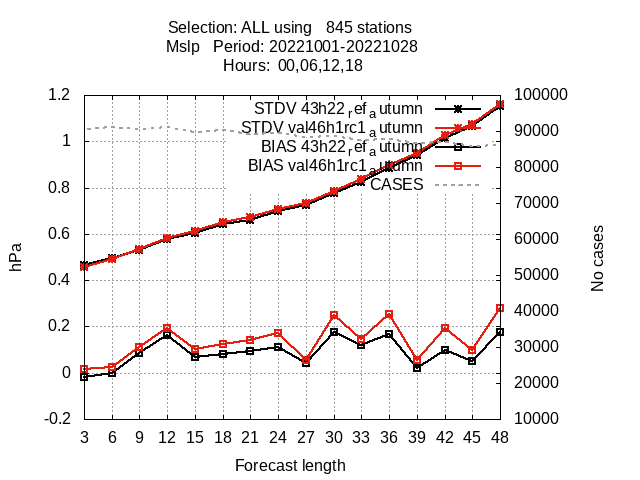 Selection: ALL using   845 stations
Mslp   Period: 20221001-20221028
Hours:  00,06,12,18
STDV 43h22_ref_autumn
STDV val46h1rc1_autumn
BIAS 43h22_ref_autumn
BIAS val46h1rc1_autumn
CASES
1.2
1
0.8
0.6
0.4
0.2
0
-0.2
hPa
100000
90000
80000
70000
60000
50000
40000
30000
20000
10000
No cases
3 6 9 12 15 18 21 24 27 30 33 36 39 42 45 48
Forecast length